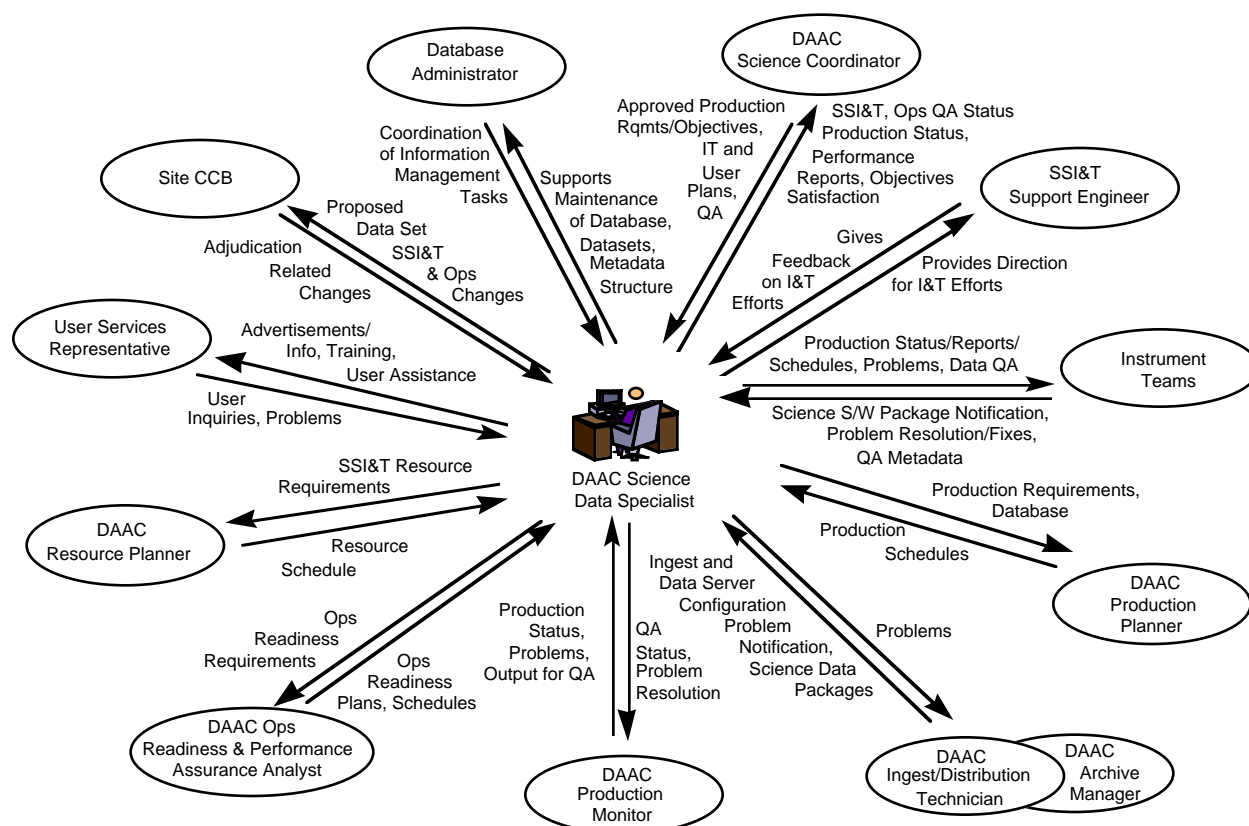 Database
Administrator
DAAC
Science Coordinator
Site CCB
SSI&T
Support Engineer
User Services
Representative
Instrument
Teams
DAAC
Resource Planner
DAAC
Production
Planner
DAAC Ops
Readiness & Performance
Assurance Analyst
DAAC
Production
Monitor
DAAC
Ingest/Distribution
Technician
DAAC
Archive
Manager
DAAC Science
Data Specialist
Coordination
of Information
Management
Tasks
Supports
Maintenance
of Database,
Datasets,
Metadata
Structure
Approved Production
Rqmts/Objectives,
IT and
User
Plans,
QA
SSI&T, Ops QA Status
Production Status,
Performance
Reports, Objectives
Satisfaction
Proposed
Data Set
SSI&T
& Ops
Changes
Adjudication
Related
Changes
Gives
Feedback
on I&T
Efforts
Provides Direction
for I&T Efforts
Advertisements/
Info, Training,
User Assistance
User
Inquiries, Problems
Production Status/Reports/
Schedules, Problems, Data QA
Science S/W Package Notification,
Problem Resolution/Fixes,
QA Metadata
SSI&T Resource
Requirements
Resource
Schedule
Production Requirements,
Database
Production
Schedules
Ops
Readiness
Requirements
Ops
Readiness
Plans, Schedules
Production
Status,
Problems,
Output for QA
QA
Status,
Problem
Resolution
Ingest and
Data Server
Configuration
Problem
Notification,
Science Data
Packages
Problems